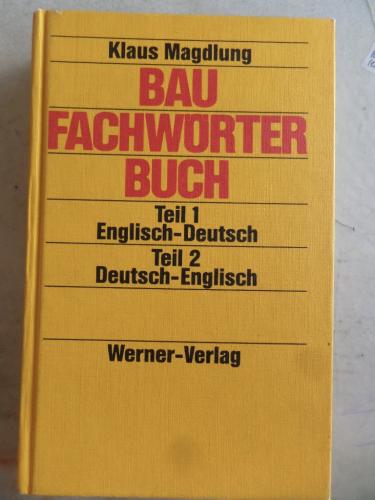 Klaus Magdlung
BAU
FACHWÖRTER
BUCH
Teil 1
Englisch-Deutsch
Teil 2
Deutsch-Englisch
Werner-Verlag